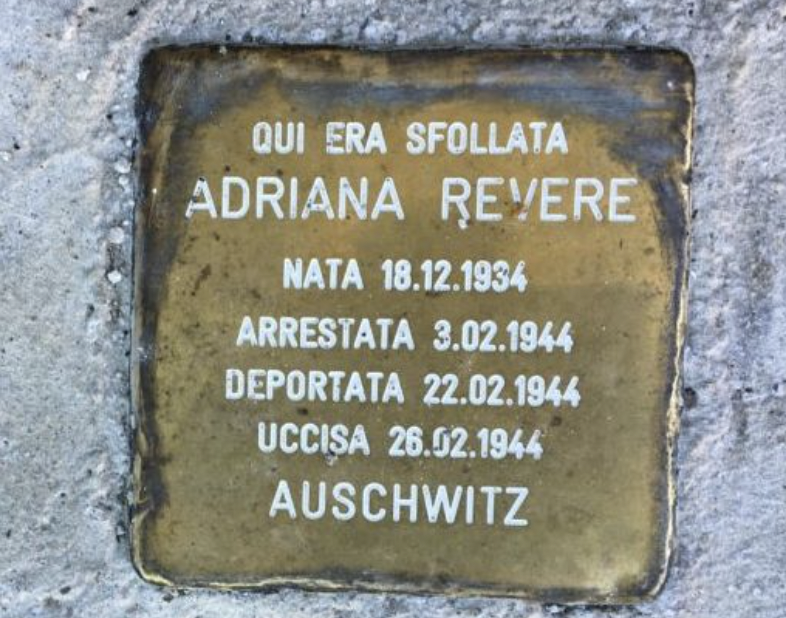 QUI ERA SFOLLATA
ADRIANA REVERE
NATA 18.12.1934
ARRESTATA 3.02.1944
DEPORTATA 22.02.1944
UCCISA 26.02.1944
AUSCHWITZ